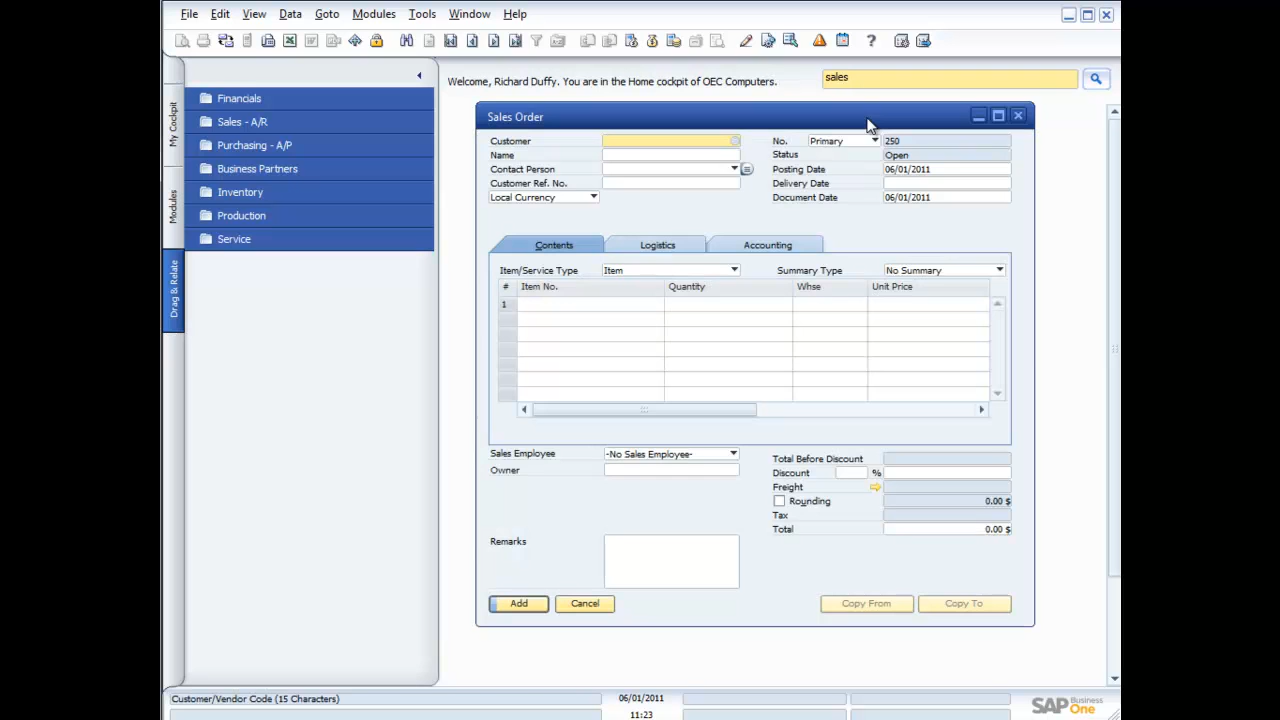 File Edit View Data Goto Modules Tools Window Help
Welcome, Richard Duffy. You are in the Home cockpit of OEC Computers.
sales
My Cockpit
Modules
Drag & Relate
Financials
Sales - A/R
Purchasing - A/P
Business Partners
Inventory
Production
Service
Sales Order
Customer
Name
Contact Person
Customer Ref. No.
Local Currency
No. Primary 250
Status Open
Posting Date 06/01/2011
Delivery Date
Document Date 06/01/2011
Contents Logistics Accounting
Item/Service Type Item Summary Type No Summary
# Item No. Quantity Whse Unit Price
1
Sales Employee -No Sales Employee-
Owner
Total Before Discount
Discount %
Freight
Rounding 0.00 $
Tax
Total 0.00 $
Remarks
Add Cancel Copy From Copy To
Customer/Vendor Code (15 Characters) 06/01/2011
11:23
SAP Business One